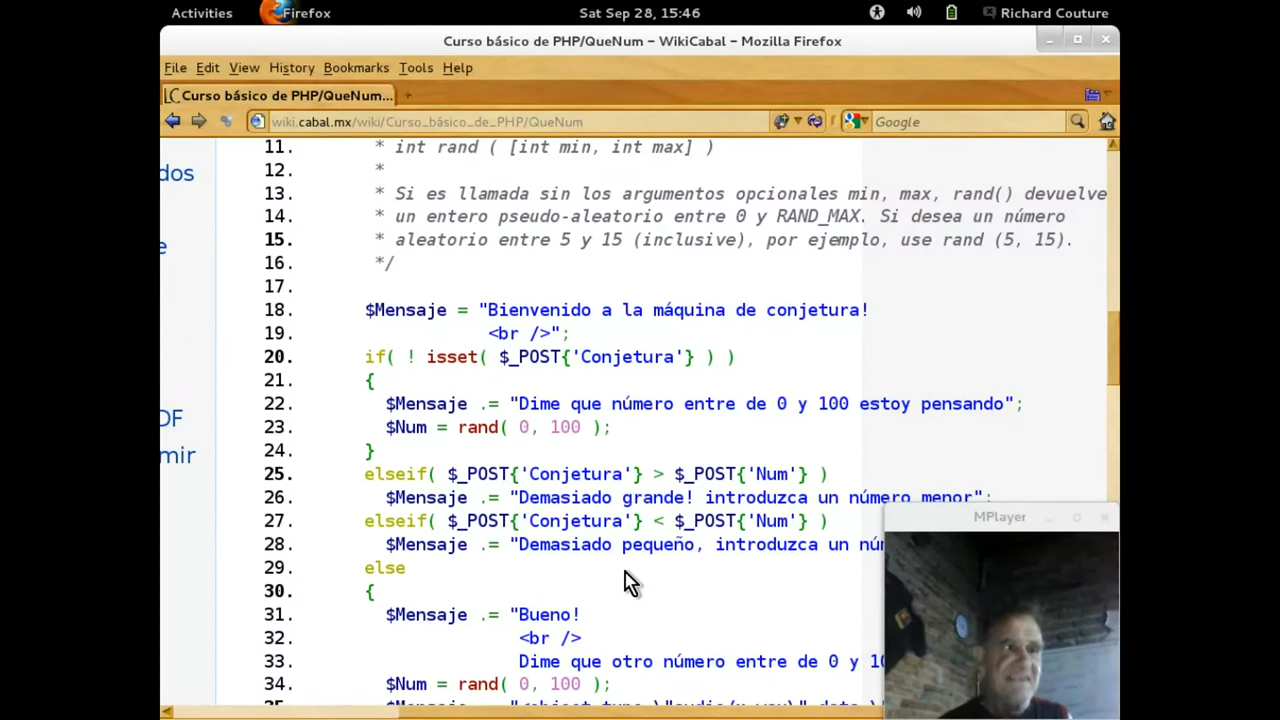 Activities Firefox Sat Sep 28, 15:46 Richard Couture
Curso básico de PHP/QueNum – WikiCabal – Mozilla Firefox
File Edit View History Bookmarks Tools Help
Curso básico de PHP/QueNum...
wiki.cabal.mx/wiki/Curso_básico_de_PHP/QueNum Google
dos
e
DF
mir
11. * int rand ( [int min, int max] )
12. *
13. * Si es llamada sin los argumentos opcionales min, max, rand() devuelve
14. * un entero pseudo-aleatorio entre 0 y RAND_MAX. Si desea un número
15. * aleatorio entre 5 y 15 (inclusive), por ejemplo, use rand (5, 15).
16. */
17.
18. $Mensaje = "Bienvenido a la máquina de conjetura!
19. <br />";
20. if( ! isset( $_POST{'Conjetura'} ) )
21. {
22. $Mensaje .= "Dime que número entre de 0 y 100 estoy pensando";
23. $Num = rand( 0, 100 );
24. }
25. elseif( $_POST{'Conjetura'} > $_POST{'Num'} )
26. $Mensaje .= "Demasiado grande! introduzca un número menor";
27. elseif( $_POST{'Conjetura'} < $_POST{'Num'} )
28. $Mensaje .= "Demasiado pequeño, introduzca un nú
29. else
30. {
31. $Mensaje .= "Bueno!
32. <br />
33. Dime que otro número entre de 0 y 10
34. $Num = rand( 0, 100 );
MPlayer